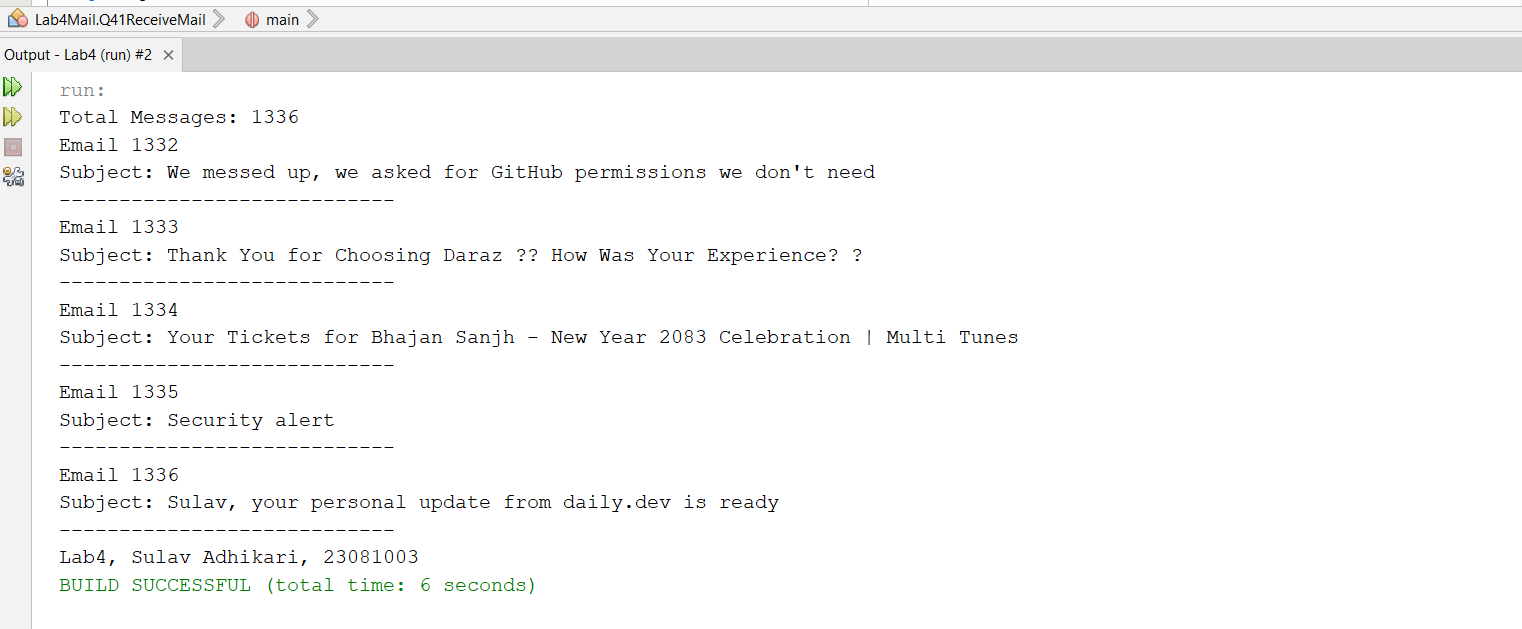 Lab4Mail.Q41ReceiveMail main
Output - Lab4 (run) #2
run:
Total Messages: 1336
Email 1332
Subject: We messed up, we asked for GitHub permissions we don't need
----------------------------
Email 1333
Subject: Thank You for Choosing Daraz ?? How Was Your Experience? ?
----------------------------
Email 1334
Subject: Your Tickets for Bhajan Sanjh - New Year 2083 Celebration | Multi Tunes
----------------------------
Email 1335
Subject: Security alert
----------------------------
Email 1336
Subject: Sulav, your personal update from daily.dev is ready
----------------------------
Lab4, Sulav Adhikari, 23081003
BUILD SUCCESSFUL (total time: 6 seconds)